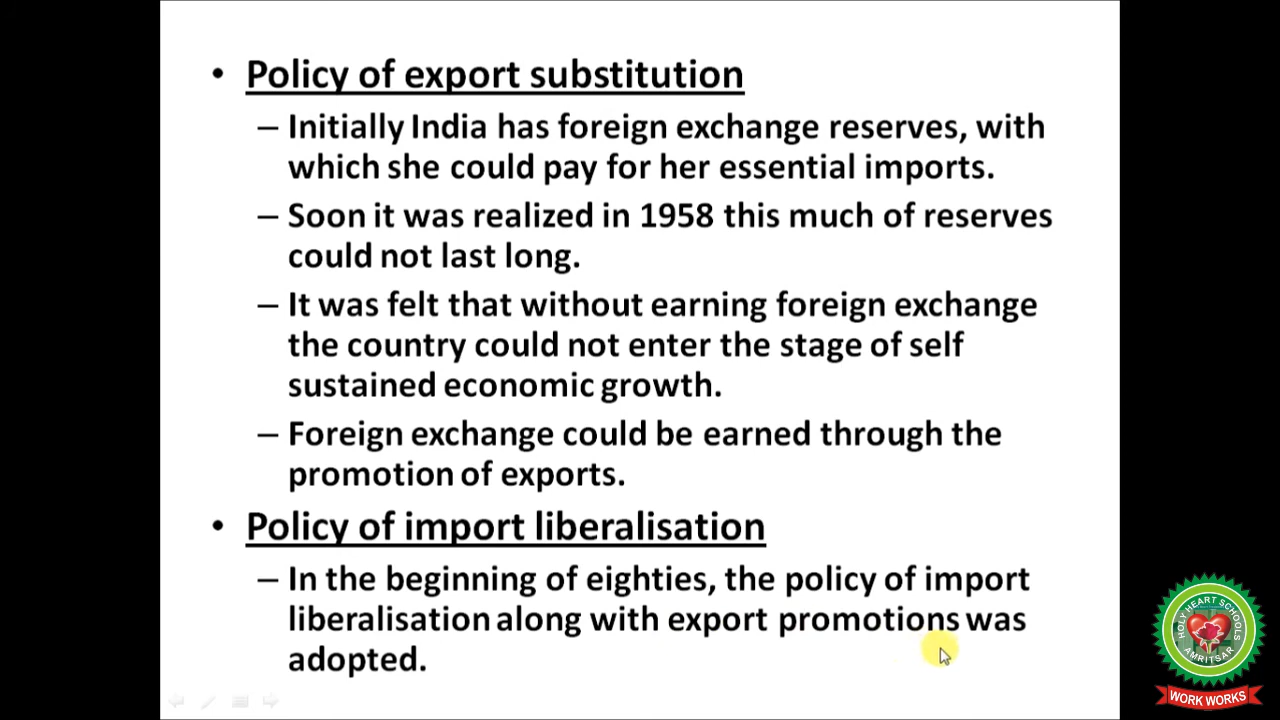 • Policy of export substitution
– Initially India has foreign exchange reserves, with
which she could pay for her essential imports.
– Soon it was realized in 1958 this much of reserves
could not last long.
– It was felt that without earning foreign exchange
the country could not enter the stage of self
sustained economic growth.
– Foreign exchange could be earned through the
promotion of exports.
• Policy of import liberalisation
– In the beginning of eighties, the policy of import
liberalisation along with export promotions was
adopted.
HOLY HEART SCHOOLS
AMRITSAR
WORK WORKS